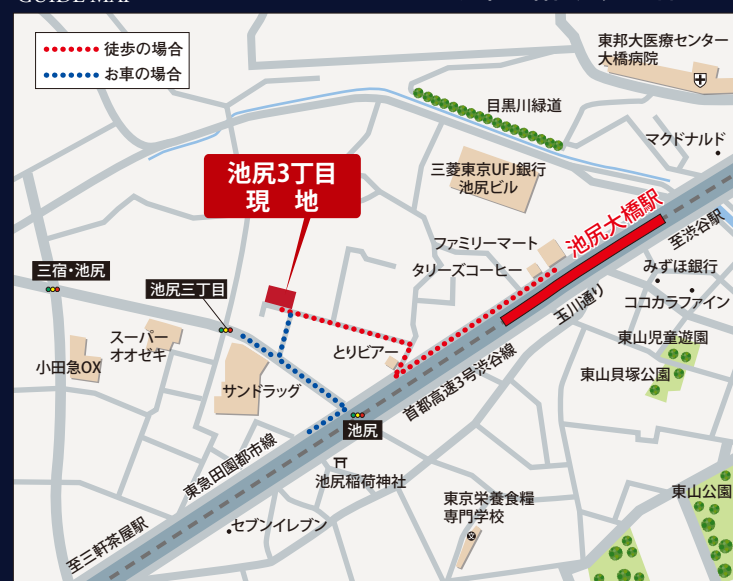 GUIDE MAP
徒歩の場合
お車の場合
東邦大医療センター
大橋病院
目黒川緑道
マクドナルド
三菱東京UFJ銀行
池尻ビル
池尻3丁目
現 地
池尻大橋駅
至渋谷駅
ファミリーマート
タリーズコーヒー
みずほ銀行
玉川通り
ココカラファイン
三宿・池尻
池尻三丁目
スーパー
オオゼキ
小田急OX
とりビアー
サンドラッグ
首都高速3号渋谷線
東山児童遊園
東山貝塚公園
池尻
東急田園都市線
池尻稲荷神社
東京栄養食糧
専門学校
東山公園
セブンイレブン
至三軒茶屋駅